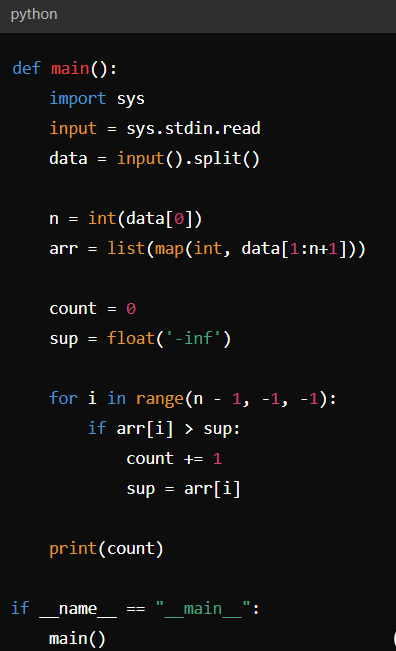 python
def main():
    import sys
    input = sys.stdin.read
    data = input().split()

    n = int(data[0])
    arr = list(map(int, data[1:n+1]))

    count = 0
    sup = float('-inf')

    for i in range(n - 1, -1, -1):
        if arr[i] > sup:
            count += 1
            sup = arr[i]

    print(count)

if __name__ == "__main__":
    main()